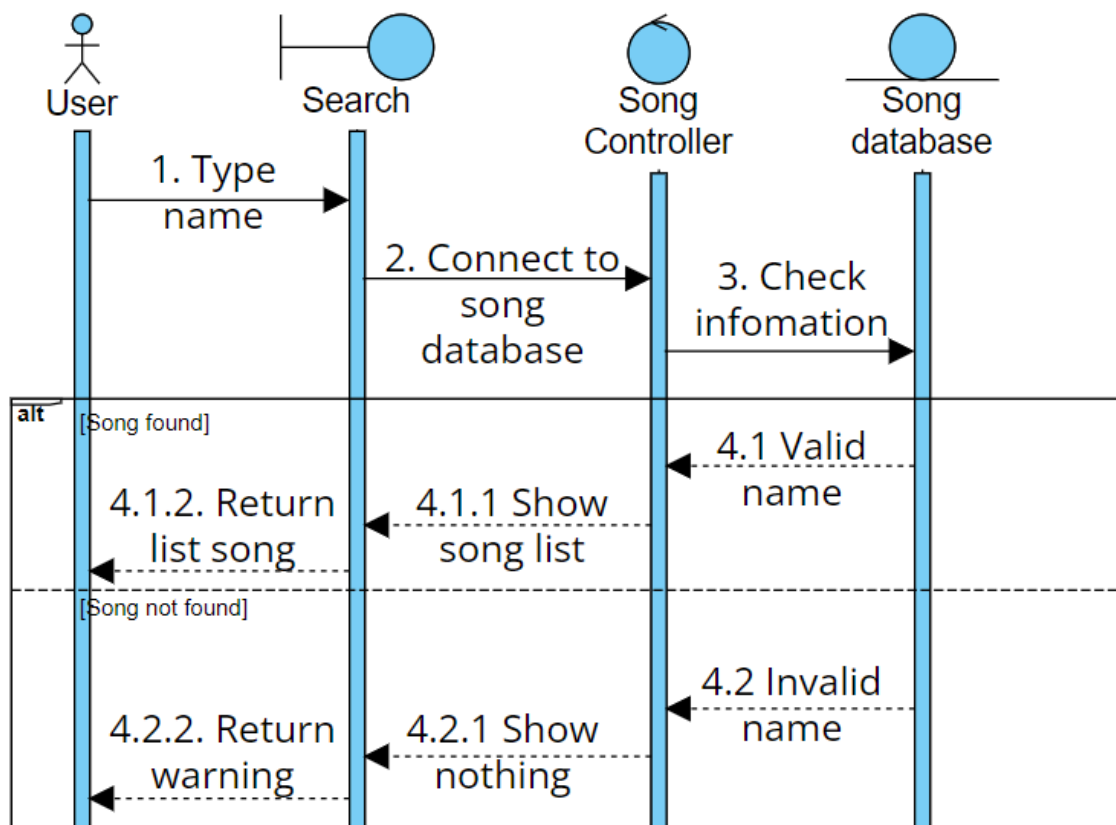 User
Search
Song
Controller
Song
database
1. Type
name
2. Connect to
song
database
3. Check
infomation
alt
[Song found]
4.1 Valid
name
4.1.1 Show
song list
4.1.2. Return
list song
[Song not found]
4.2 Invalid
name
4.2.1 Show
nothing
4.2.2. Return
warning